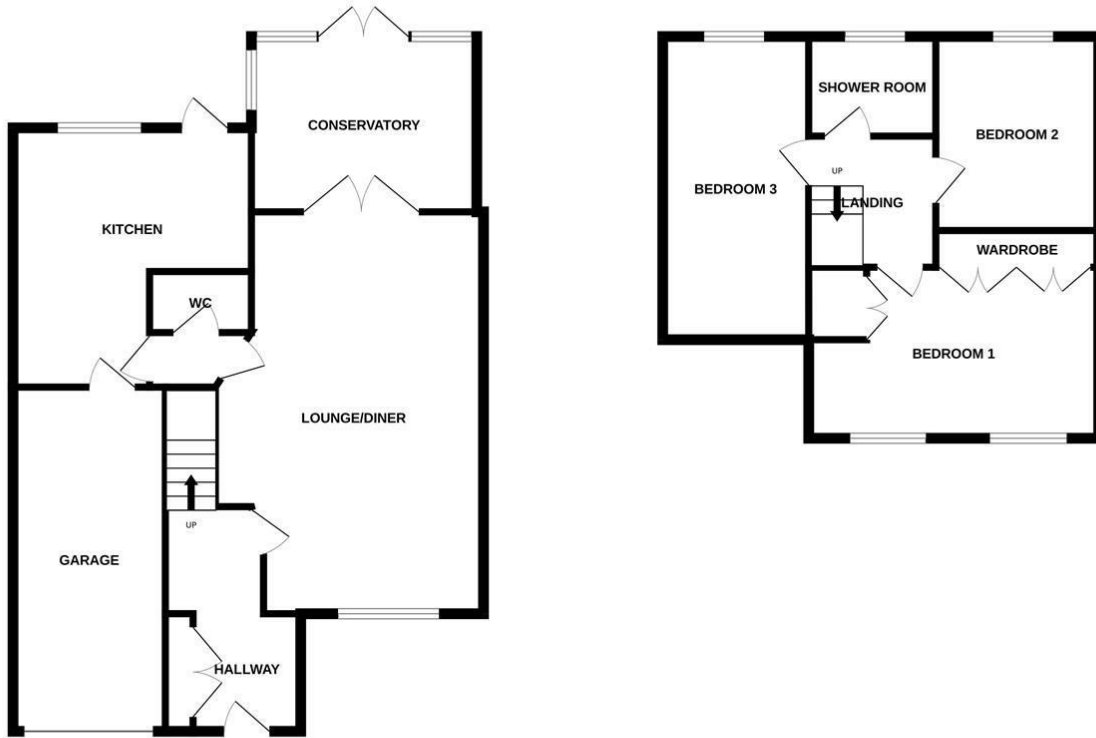 CONSERVATORY
KITCHEN
WC
LOUNGE/DINER
UP
GARAGE
HALLWAY
SHOWER ROOM
BEDROOM 2
UP
BEDROOM 3
LANDING
WARDROBE
BEDROOM 1